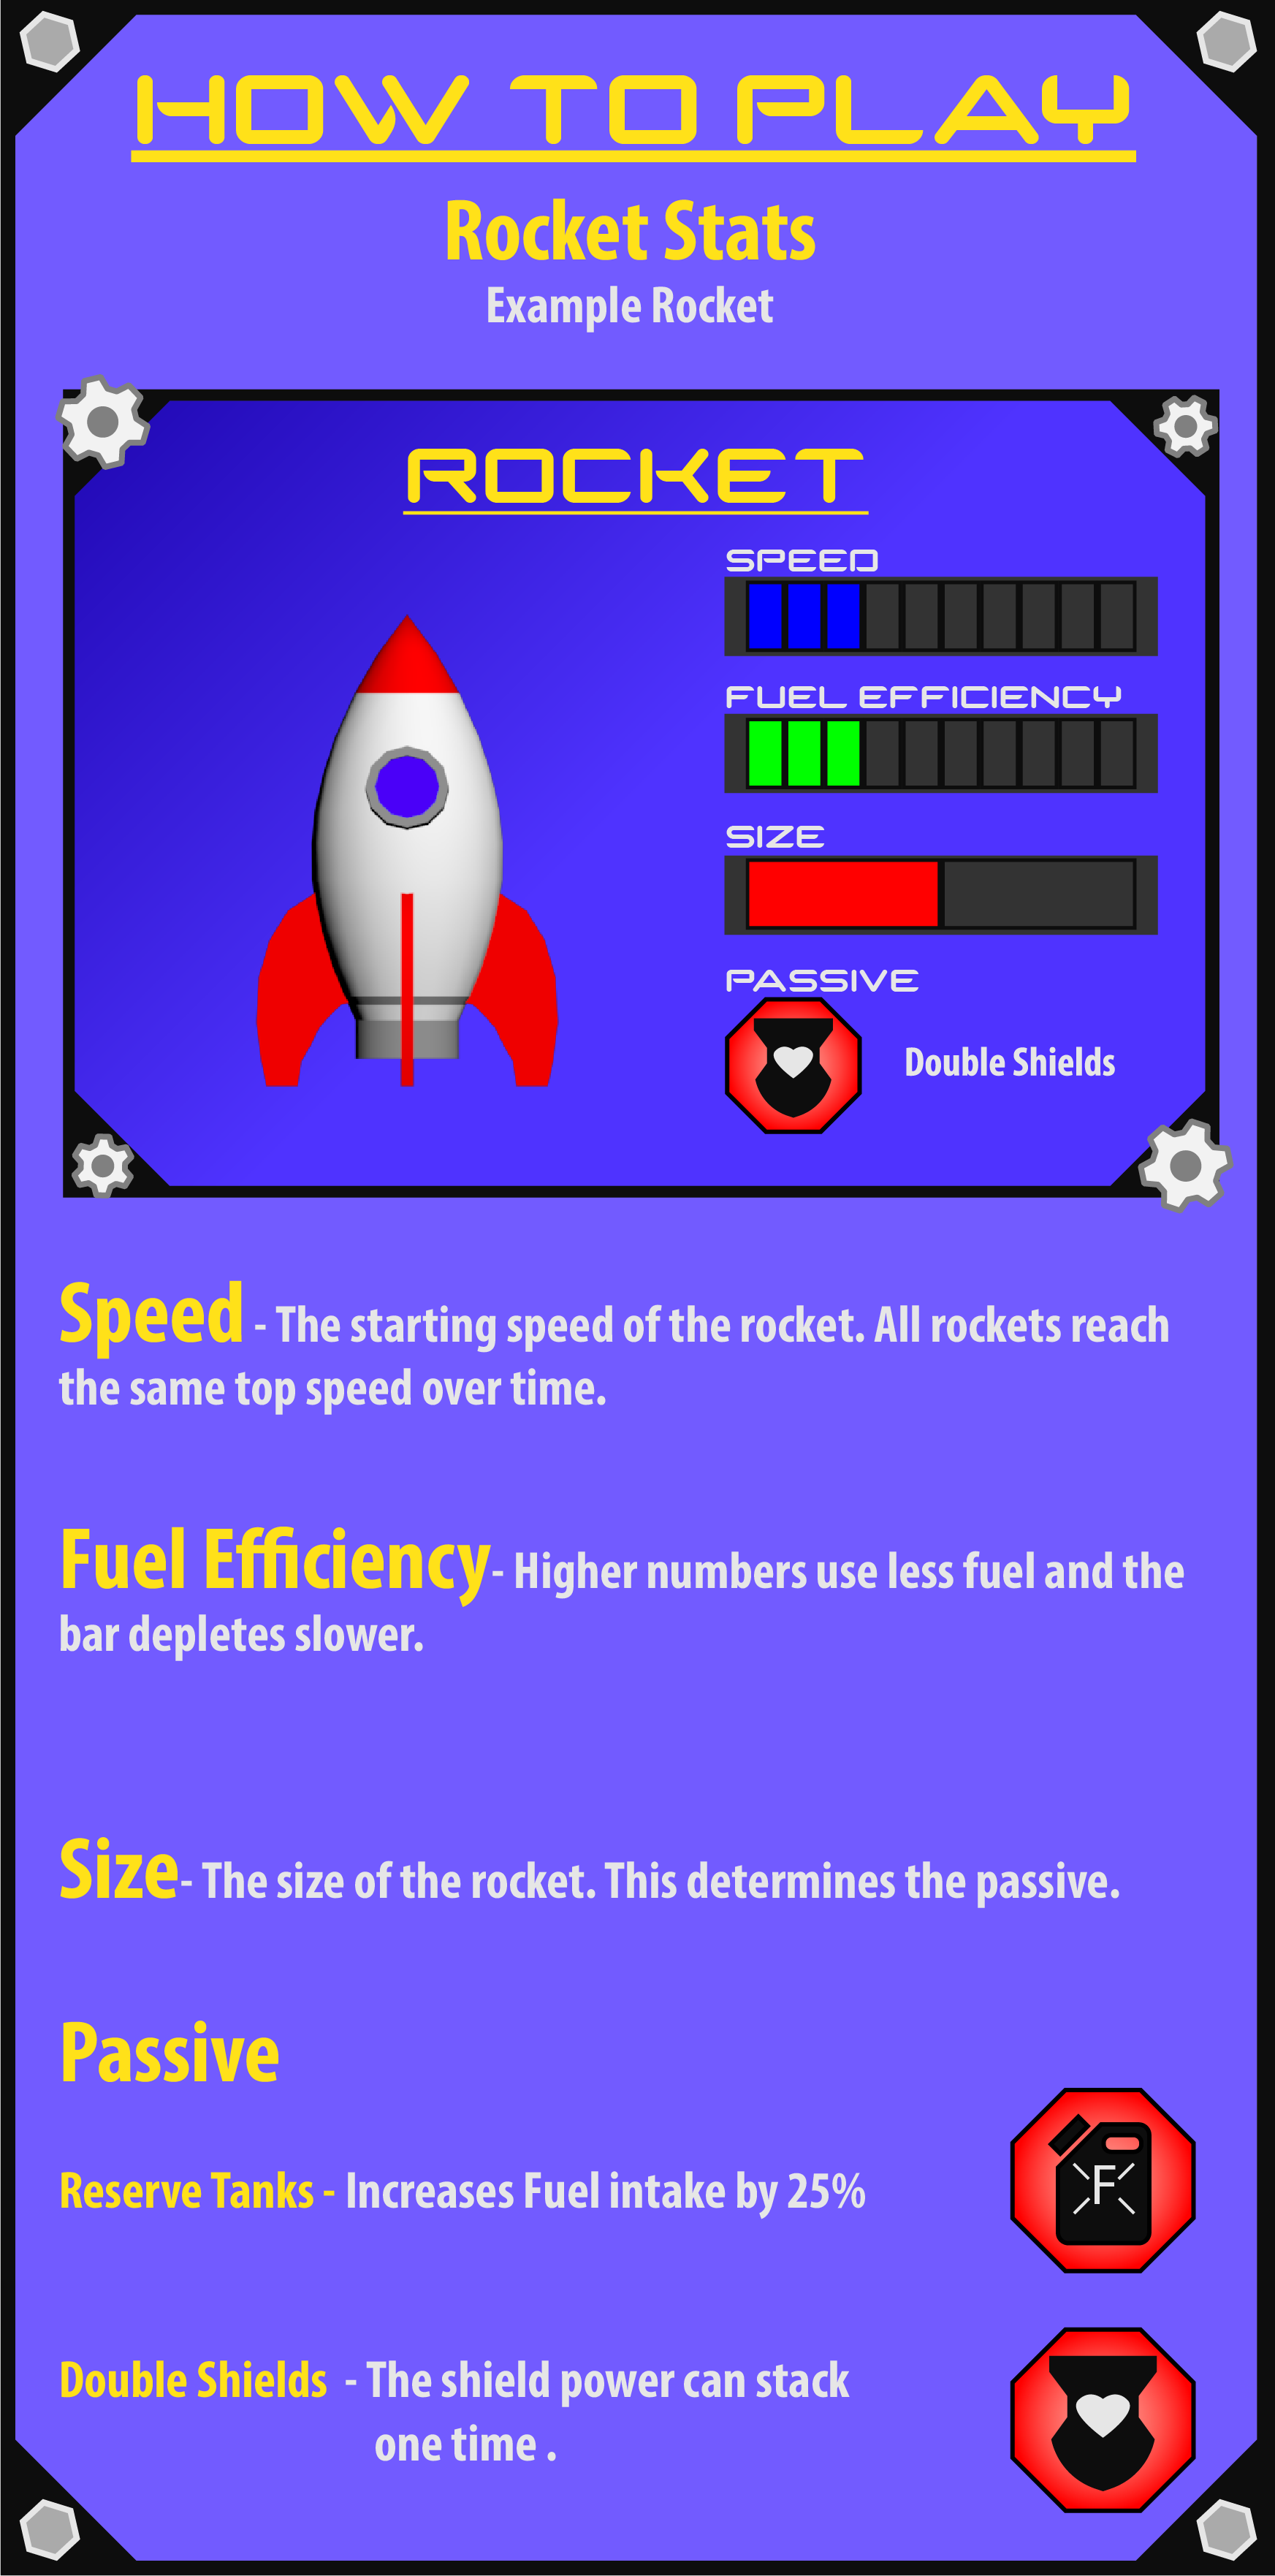 HOW TO PLAY
Rocket Stats
Example Rocket
ROCKET
SPEED
FUEL EFFICIENCY
SIZE
PASSIVE
Double Shields
Speed - The starting speed of the rocket. All rockets reach
the same top speed over time.
Fuel Efficiency- Higher numbers use less fuel and the
bar depletes slower.
Size- The size of the rocket. This determines the passive.
Passive
Reserve Tanks - Increases Fuel intake by 25%
F
Double Shields - The shield power can stack
one time .